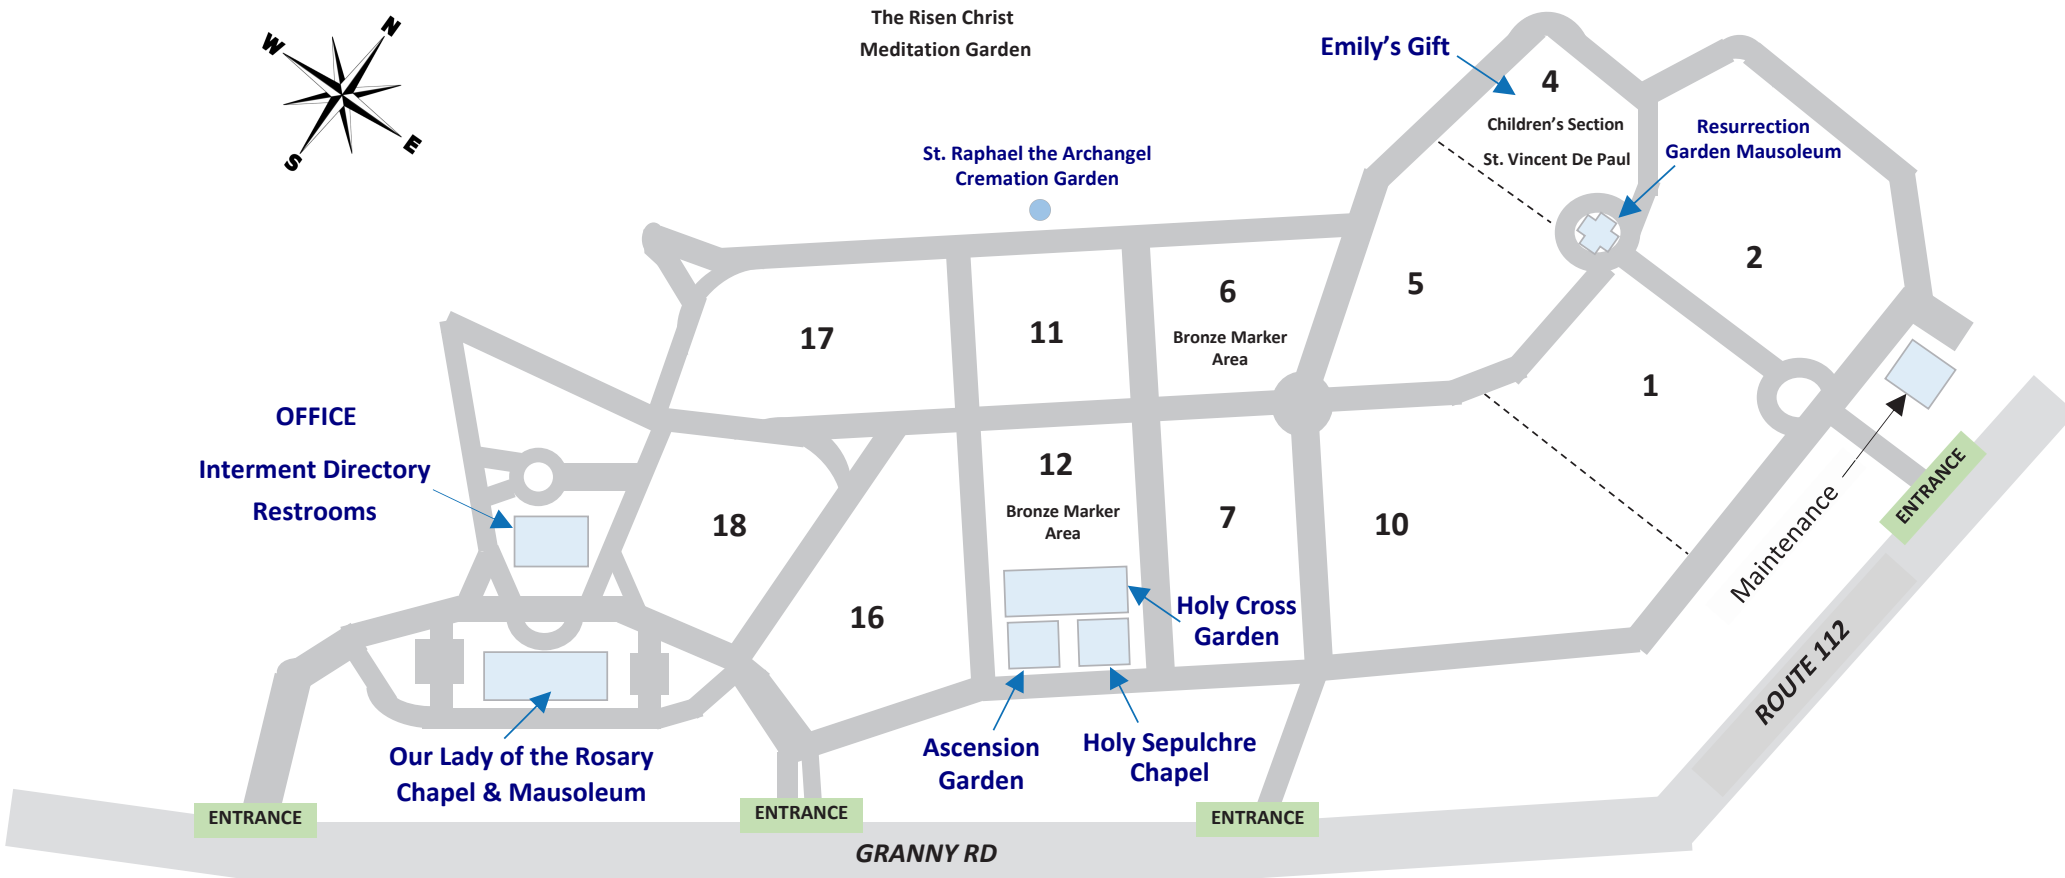 The Risen Christ
Meditation Garden
N
W
E
S
Emily's Gift
4
Children's Section
St. Vincent De Paul
Resurrection
Garden Mausoleum
St. Raphael the Archangel
Cremation Garden
2
5
6
Bronze Marker
Area
11
17
1
OFFICE
Interment Directory
Restrooms
12
Bronze Marker
Area
7
10
18
16
Holy Cross
Garden
Maintenance
ENTRANCE
ROUTE 112
Our Lady of the Rosary
Chapel & Mausoleum
Ascension
Garden
Holy Sepulchre
Chapel
ENTRANCE
ENTRANCE
ENTRANCE
GRANNY RD